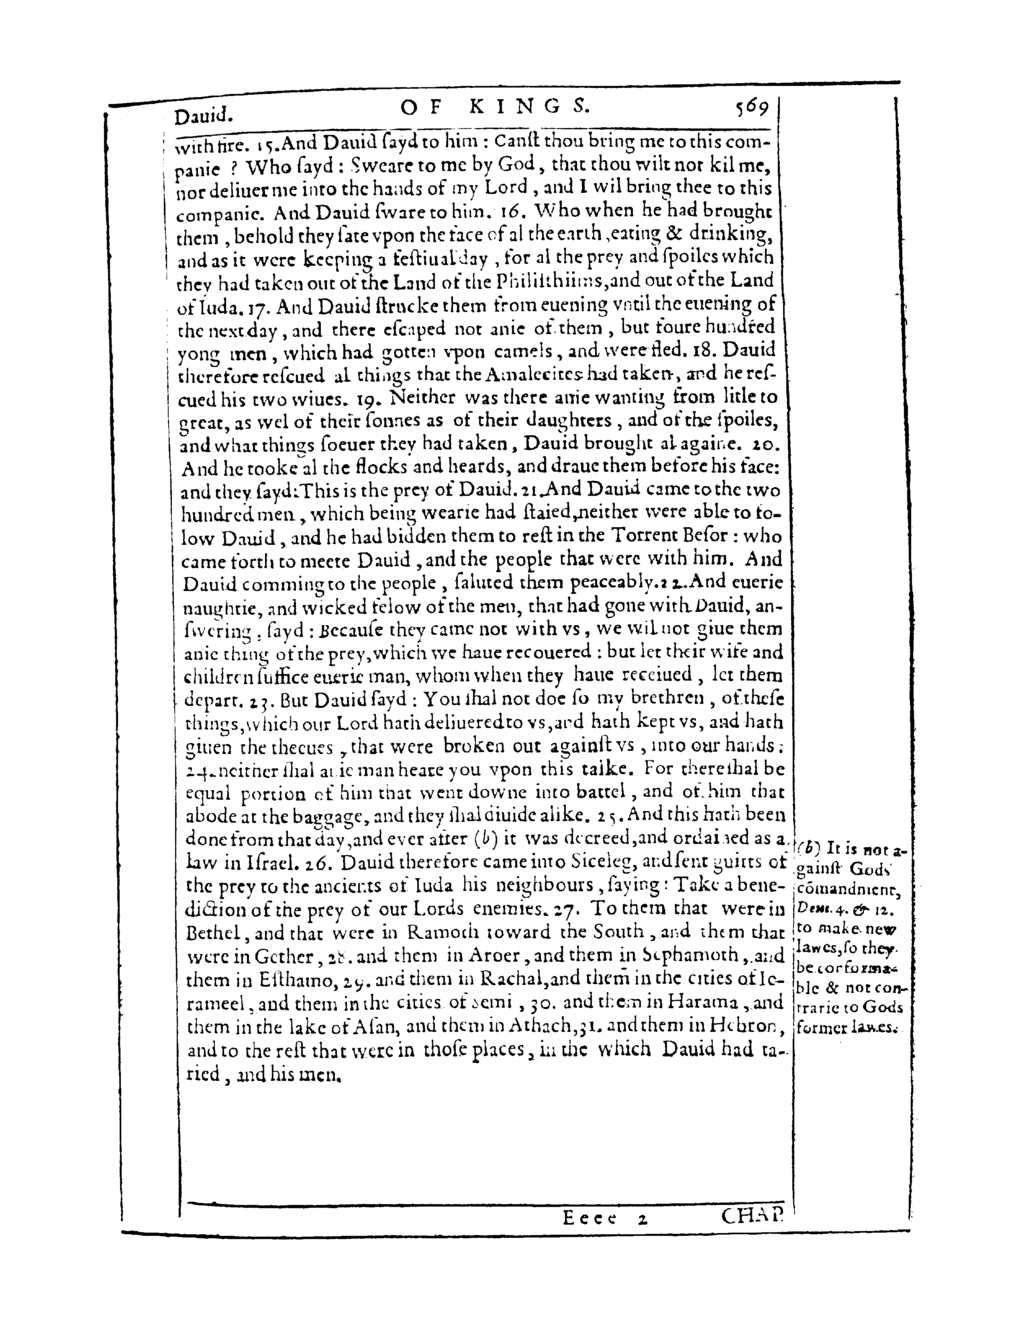 Dauid. OF KINGS. 569
with fire. 15. And Dauid ſayd to him : Canſt thou bring me to this com-
panie ? Who ſayd : Sweare to me by God, that thou wilt not kil me,
nor deliuer me into the hands of my Lord, and I wil bring thee to this
companie. And Dauid ſware to him. 16. Who when he had brought
them, behold they ſate vpon the face of al the earth, eating & drinking,
and as it were keeping a feſtiual day, for al the prey and ſpoiles which
they had taken out of the Land of the Philiſthiims, and out of the Land
of Iuda. 17. And Dauid ſtrucke them from euening vntil the euening of
the next day, and there eſcaped not anie of them, but foure hundred
yong men, which had gotten vpon camels, and were fled. 18. Dauid
therefore reſcued al things that the Amalecites had taken, and he reſ-
cued his two wiues. 19. Neither was there anie wanting from litle to
great, as wel of their ſonnes as of their daughters, and of the ſpoiles,
and what things ſoeuer they had taken, Dauid brought al againe. 20.
And he tooke al the flocks and heards, and draue them before his face:
and they ſayd: This is the prey of Dauid. 21. And Dauid came to the two
hundred men, which being wearie had ſtaied, neither were able to fo-
low Dauid, and he had bidden them to reſt in the Torrent Beſor : who
came forth to meete Dauid, and the people that were with him. And
Dauid comming to the people, ſaluted them peaceably. 22. And euerie
naughtie, and wicked felow of the men, that had gone with Dauid, an-
ſwering, ſayd : Becauſe they came not with vs, we wil not giue them
anie thing of the prey, which we haue recouered : but let their wife and
children ſuffice euerie man, whom when they haue receiued, let them
depart. 23. But Dauid ſayd : You ſhal not doe ſo my brethren, of theſe
things, which our Lord hath deliuered to vs, and hath kept vs, and hath
giuen the theeues, that were broken out againſt vs, into our hands;
24. neither ſhal anie man heare you vpon this talke. For there ſhal be
equal portion of him that went downe into battel, and of him that
abode at the baggage, and they ſhal diuide alike. 25. And this hath been
done from that day, and ever after (b) it was decreed, and ordained as a
law in Iſrael. 26. Dauid therefore came into Siceleg, and ſent guifts of
the prey to the ancients of Iuda his neighbours, ſaying : Take a bene-
diction of the prey of our Lords enemies. 27. To them that were in
Bethel, and that were in Ramoth toward the South, and them that
were in Gether, 28. and them in Aroer, and them in Sephamoth, and
them in Eſthamo, 29. and them in Rachal, and them in the cities of Ie-
rameel, and them in the cities of Ceni, 30. and them in Harama, and
them in the lake of Aſan, and them in Athach, 31. and them in Hebron,
and to the reſt that were in thoſe places, in the which Dauid had ta-
ried, and his men.
(b) It is not a-
gainſt Gods
cõmandment,
Deut. 4. & 12.
to make new
lawes, ſo they
be conforma-
ble & not con-
trarie to Gods
former lawes.
Eeee 2 CHAP.